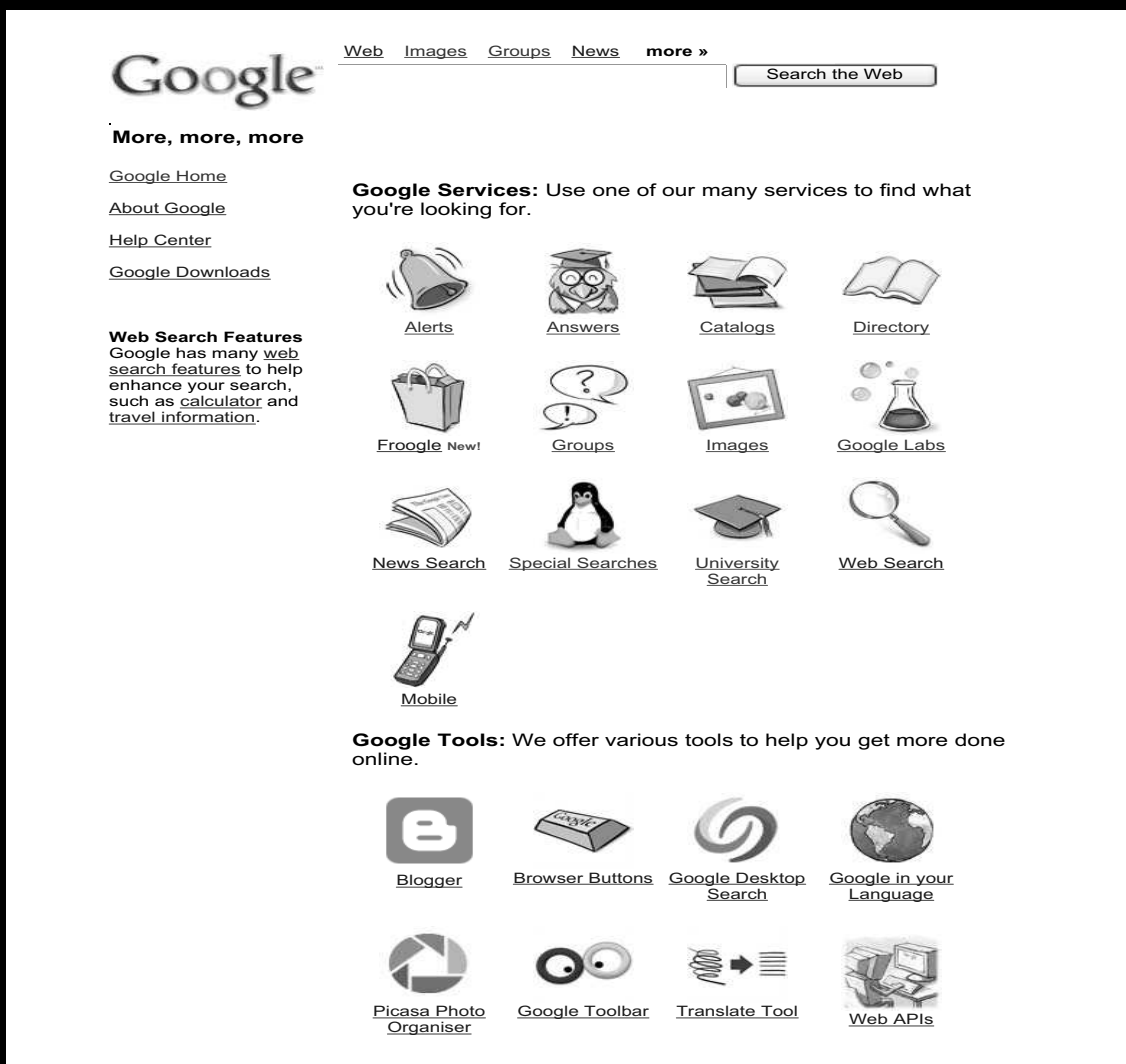 Google
Web Images Groups News more »
Search the Web
More, more, more
Google Home
About Google
Help Center
Google Downloads
Web Search Features
Google has many web
search features to help
enhance your search,
such as calculator and
travel information.
Google Services: Use one of our many services to find what
you're looking for.
Alerts Answers Catalogs Directory
Froogle New! Groups Images Google Labs
News Search Special Searches University Search Web Search
Mobile
Google Tools: We offer various tools to help you get more done
online.
Google
Blogger Browser Buttons Google Desktop Search Google in your Language
Picasa Photo Organiser Google Toolbar Translate Tool Web APIs